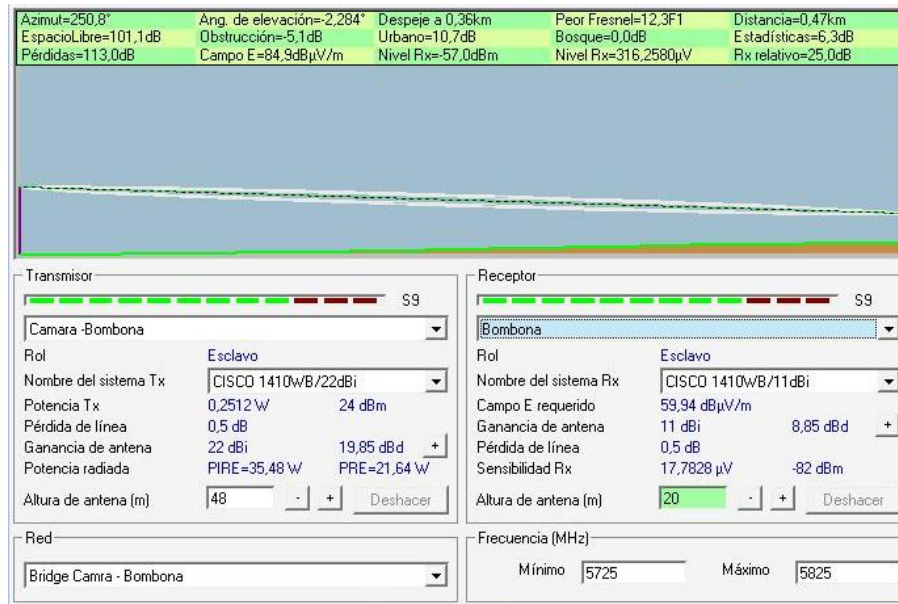 Azimut=250,8° Ang. de elevación=-2,284° Despeje a 0,36km Peor Fresnel=12,3F1 Distancia=0,47km
EspacioLibre=101,1dB Obstrucción=-5,1dB Urbano=10,7dB Bosque=0,0dB Estadísticas=6,3dB
Pérdidas=113,0dB Campo E=84,9dBµV/m Nivel Rx=-57,0dBm Nivel Rx=316,2580µV Rx relativo=25,0dB
Transmisor
S9
Camara -Bombona
Rol Esclavo
Nombre del sistema Tx CISCO 1410WB/22dBi
Potencia Tx 0,2512 W 24 dBm
Pérdida de línea 0,5 dB
Ganancia de antena 22 dBi 19,85 dBd +
Potencia radiada PIRE=35,48 W PRE=21,64 W
Altura de antena (m) 48 - + Deshacer
Receptor
S9
Bombona
Rol Esclavo
Nombre del sistema Rx CISCO 1410WB/11dBi
Campo E requerido 59,94 dBµV/m
Ganancia de antena 11 dBi 8,85 dBd +
Pérdida de línea 0,5 dB
Sensibilidad Rx 17,7828 µV -82 dBm
Altura de antena (m) 20 - + Deshacer
Red
Bridge Camra - Bombona
Frecuencia (MHz)
Mínimo 5725 Máximo 5825